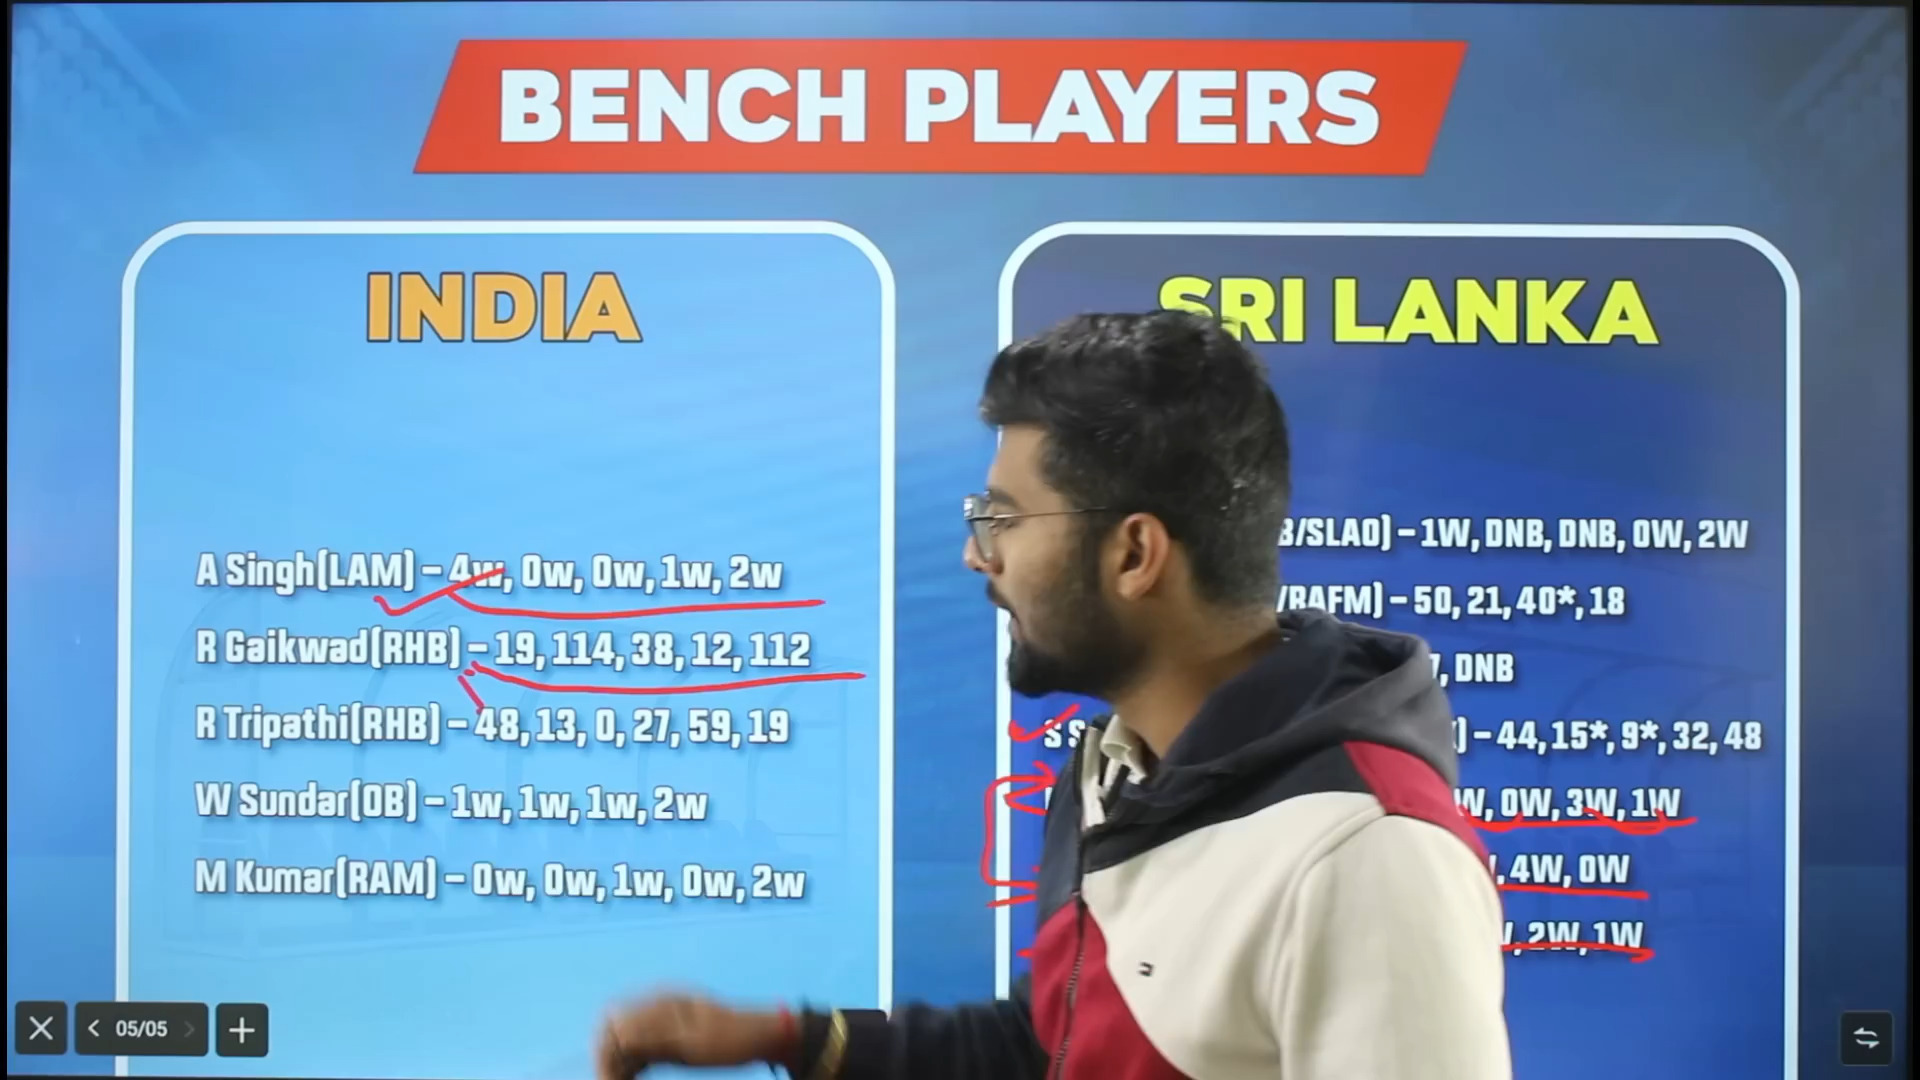 BENCH PLAYERS
INDIA
A Singh(LAM) – 4w, 0w, 0w, 1w, 2w
R Gaikwad(RHB) – 19, 114, 38, 12, 112
R Tripathi(RHB) – 48, 13, 0, 27, 59, 19
W Sundar(OB) – 1w, 1w, 1w, 2w
M Kumar(RAM) – 0w, 0w, 1w, 0w, 2w
SRI LANKA
B/SLAO) – 1W, DNB, DNB, 0W, 2W
/RAFM) – 50, 21, 40*, 18
, DNB
S S ) – 44, 15*, 9*, 32, 48
W, 0W, 3W, 1W
, 4W, 0W
, 2W, 1W
05/05